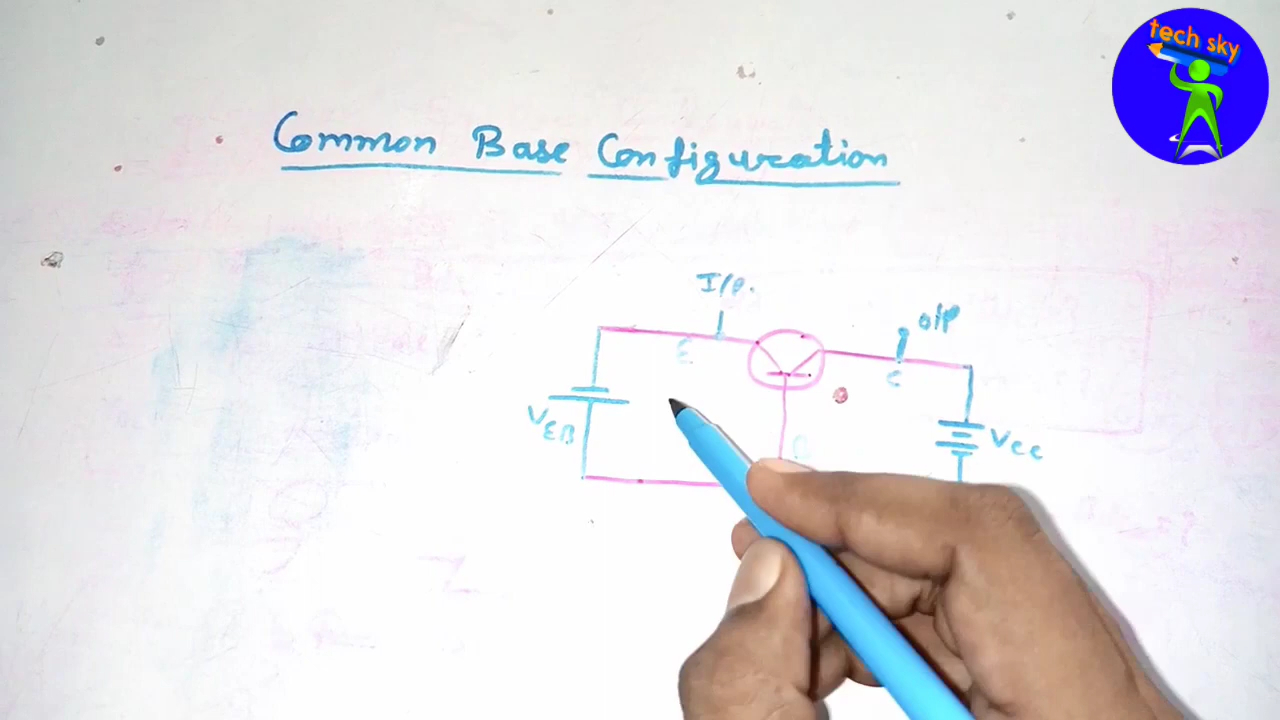 tech sky
Common Base Configuration
I/P.
O/P
E
C
VEB
B
VCC